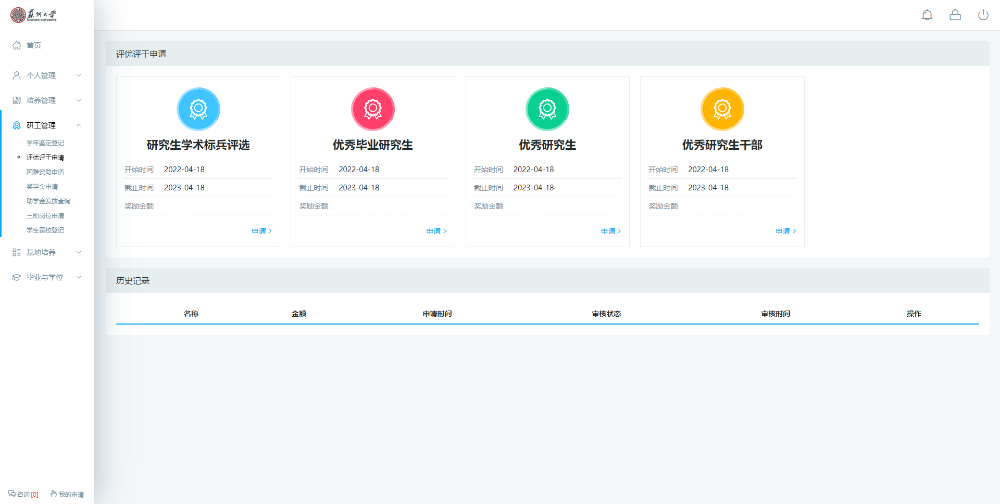 蘇州大学
SOOCHOW UNIVERSITY
首页
个人管理
培养管理
研工管理
学年鉴定登记
评优评干申请
困难资助申请
奖学金申请
助学金发放查询
三助岗位申请
学生留校登记
基地培养
毕业与学位
咨询[0]
我的申请
评优评干申请
研究生学术标兵评选
开始时间 2022-04-18
截止时间 2023-04-18
奖励金额
申请
优秀毕业研究生
开始时间 2022-04-18
截止时间 2023-04-18
奖励金额
申请
优秀研究生
开始时间 2022-04-18
截止时间 2023-04-18
奖励金额
申请
优秀研究生干部
开始时间 2022-04-18
截止时间 2023-04-18
奖励金额
申请
历史记录
名称 金额 申请时间 审核状态 审核时间 操作